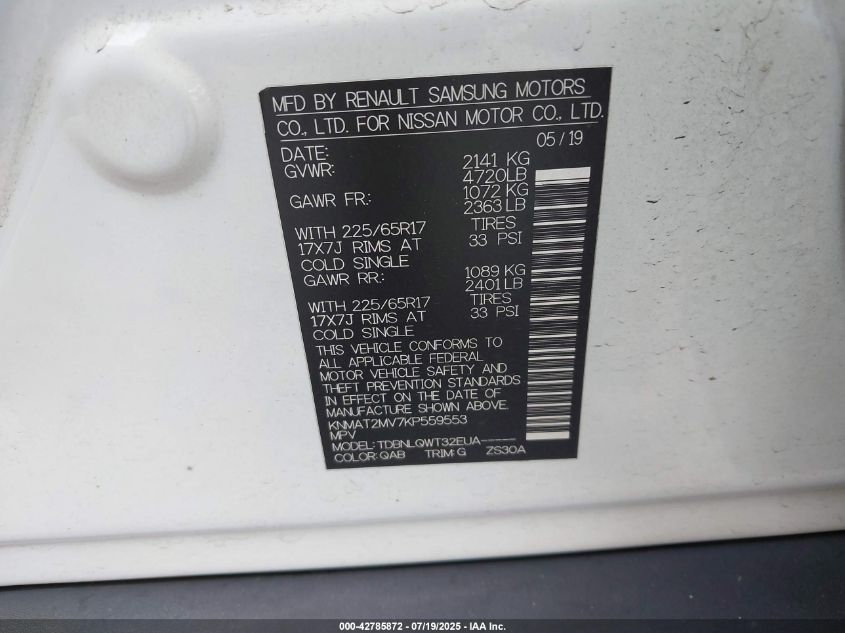 MFD BY RENAULT SAMSUNG MOTORS
CO., LTD. FOR NISSAN MOTOR CO., LTD.
DATE: 05/19
GVWR: 2141 KG
4720LB
GAWR FR.: 1072 KG
2363 LB
WITH 225/65R17 TIRES
17X7J RIMS AT 33 PSI
COLD SINGLE
GAWR RR.: 1089 KG
2401 LB
WITH 225/65R17 TIRES
17X7J RIMS AT 33 PSI
COLD SINGLE
THIS VEHICLE CONFORMS TO
ALL APPLICABLE FEDERAL
MOTOR VEHICLE SAFETY AND
THEFT PREVENTION STANDARDS
IN EFFECT ON THE DATE OF
MANUFACTURE SHOWN ABOVE.
KNMAT2MV7KP559553
MPV
MODEL: TDBNLQWT32EUA-----
COLOR: QAB TRIM: G ZS30A
000-42785872 - 07/19/2025 - IAA Inc.